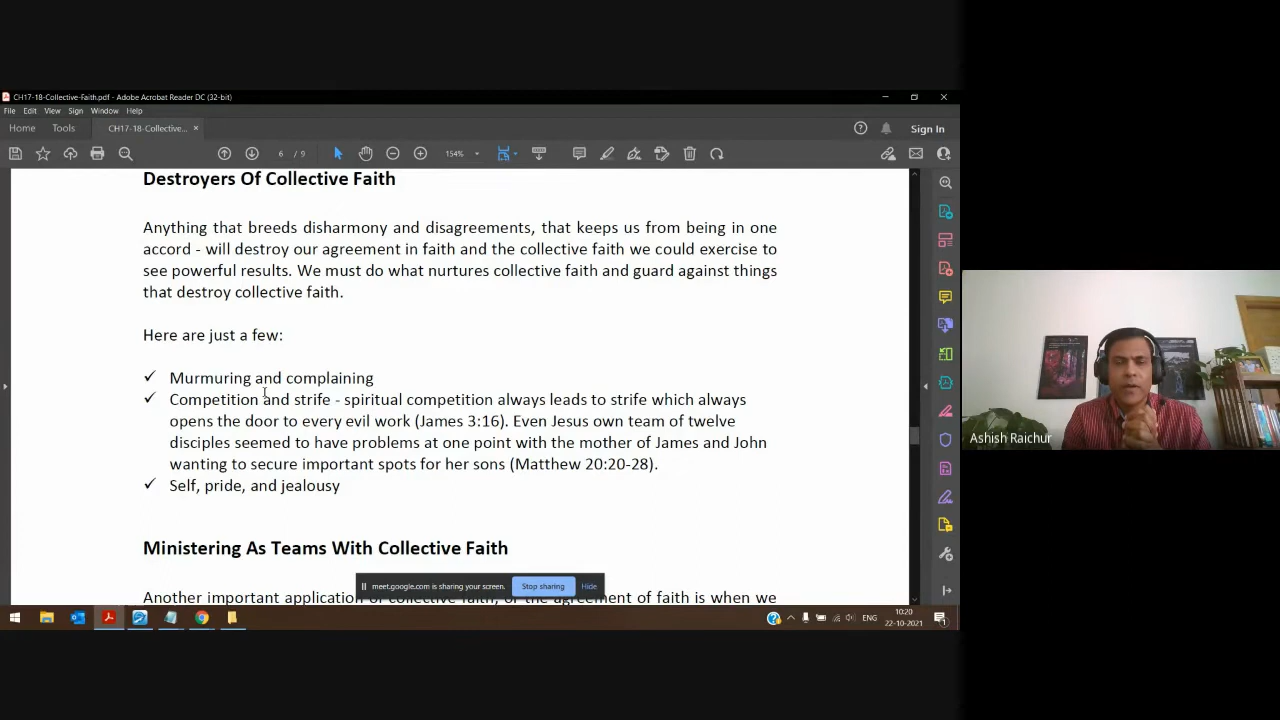 CH17-18-Collective-Faith.pdf - Adobe Acrobat Reader DC (32-bit)
File Edit View Sign Window Help
Home Tools CH17-18-Collective... × Sign In
6 / 9 154%
Destroyers Of Collective Faith
Anything that breeds disharmony and disagreements, that keeps us from being in one
accord - will destroy our agreement in faith and the collective faith we could exercise to
see powerful results. We must do what nurtures collective faith and guard against things
that destroy collective faith.
Here are just a few:
✓ Murmuring and complaining
✓ Competition and strife - spiritual competition always leads to strife which always
opens the door to every evil work (James 3:16). Even Jesus own team of twelve
disciples seemed to have problems at one point with the mother of James and John
wanting to secure important spots for her sons (Matthew 20:20-28).
✓ Self, pride, and jealousy
Ministering As Teams With Collective Faith
meet.google.com is sharing your screen. Stop sharing Hide
Another important application of collective faith, or the agreement of faith is when we
ENG 10:20
22-10-2021
Ashish Raichur